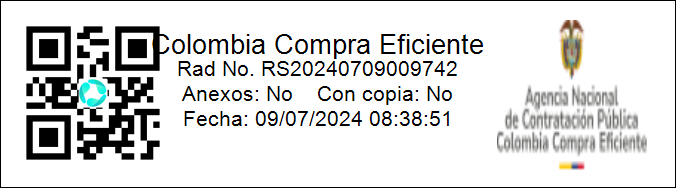 Colombia Compra Eficiente
Rad No. RS20240709009742
Anexos: No    Con copia: No
Fecha: 09/07/2024 08:38:51
Agencia Nacional
de Contratación Pública
Colombia Compra Eficiente